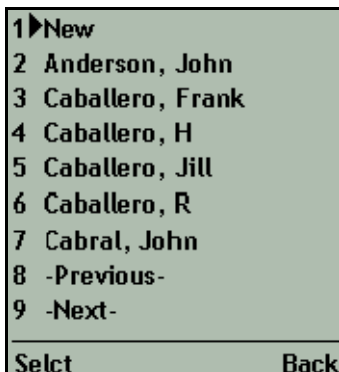 1▶New
2 Anderson, John
3 Caballero, Frank
4 Caballero, H
5 Caballero, Jill
6 Caballero, R
7 Cabral, John
8 -Previous-
9 -Next-
Selct Back